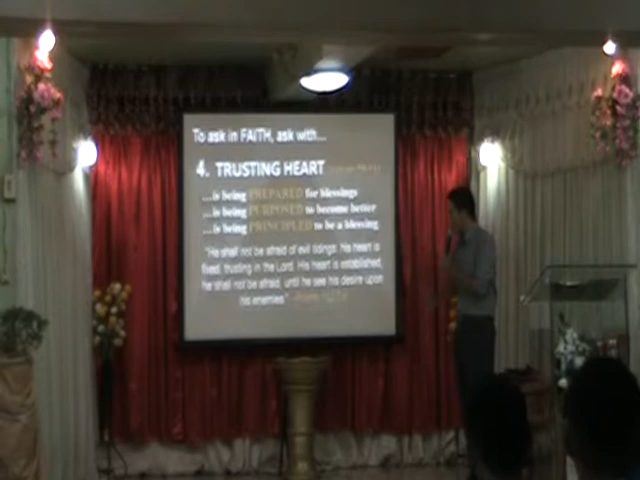 To ask in FAITH, ask with...
4. TRUSTING HEART
...is being PREPARED for blessings
...is being PURPOSED to become better
...is being PRINCIPLED to be a blessing
"He shall not be afraid of evil tidings: his heart is
fixed, trusting in the Lord. His heart is established,
he shall not be afraid, until he see his desire upon
his enemies"